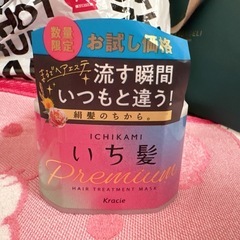 数量
限定
お試し価格
まるでヘアエステ
流す瞬間
いつもと違う!
絹髪のちから。
ICHIKAMI
いち髪
Premium
HAIR TREATMENT MASK
Kracie